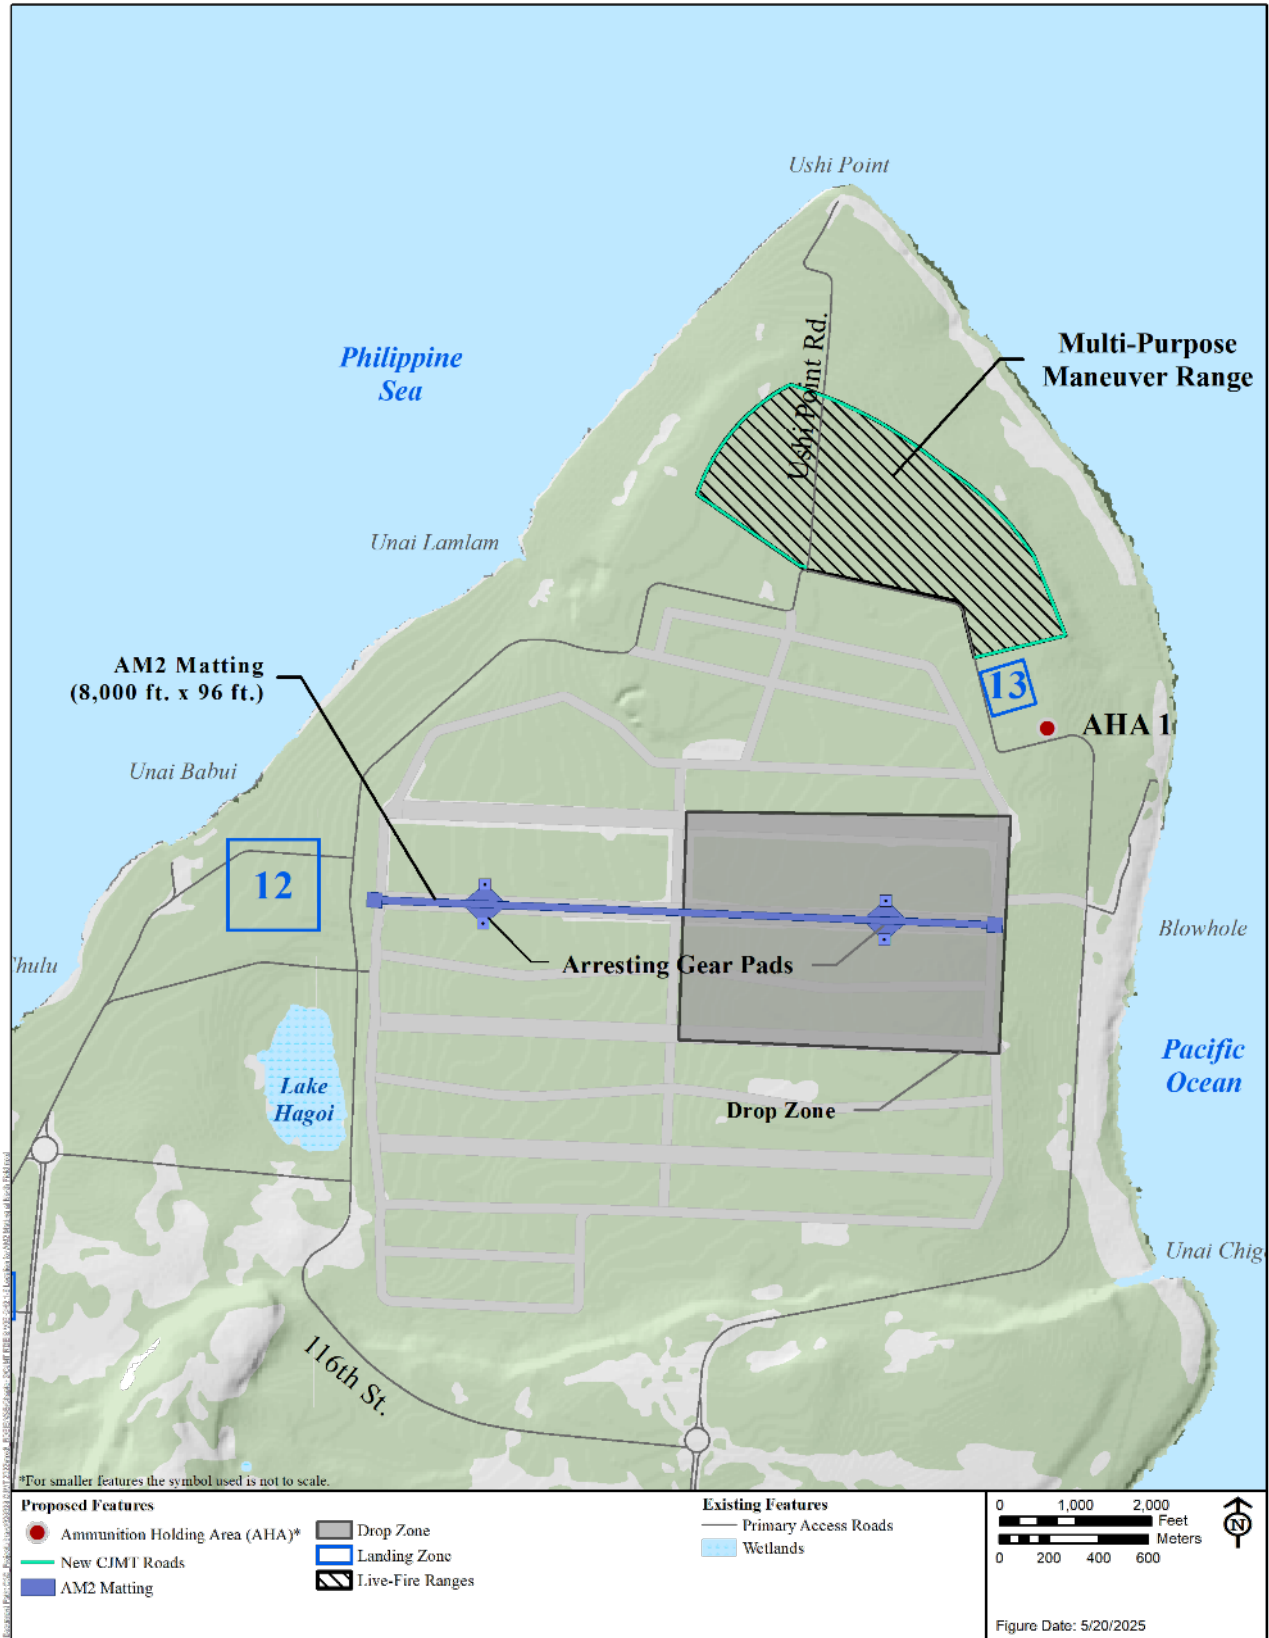 Ushi Point
Philippine
Sea
Ushi Point Rd.
Multi-Purpose
Maneuver Range
Unai Lamlam
AM2 Matting
(8,000 ft. x 96 ft.)
13
AHA 1
Unai Babui
12
Blowhole
Arresting Gear Pads
Pacific
Ocean
Lake
Hagoi
Drop Zone
116th St.
*For smaller features the symbol used is not to scale.
Proposed Features
Ammunition Holding Area (AHA)*
New CJMT Roads
AM2 Matting
Drop Zone
Landing Zone
Live-Fire Ranges
Existing Features
Primary Access Roads
Wetlands
0 1,000 2,000
Feet
Meters
0 200 400 600
N
Figure Date: 5/20/2025